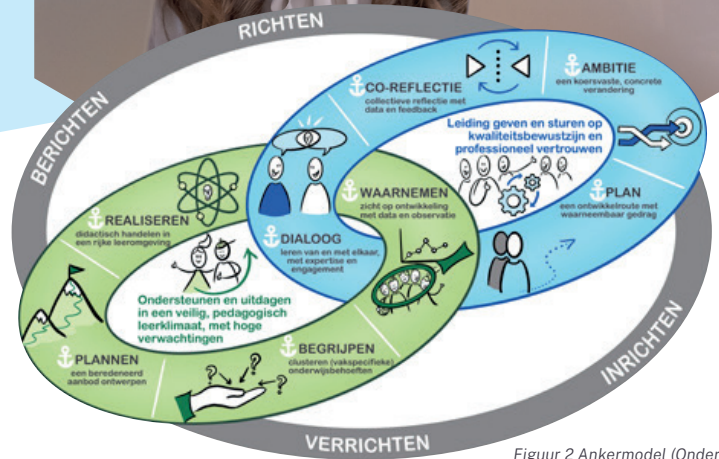 RICHTEN
BERICHTEN
INRICHTEN
VERRICHTEN
CO-REFLECTIE
collectieve reflectie met
data en feedback
AMBITIE
een koersvaste, concrete
verandering
Leiding geven en sturen op
kwaliteitsbewustzijn en
professioneel vertrouwen
PLAN
een ontwikkelroute met
waarneembaar gedrag
DIALOOG
leren van en met elkaar,
met expertise en
engagement
WAARNEMEN
zicht op ontwikkeling
met data en observatie
REALISEREN
didactisch handelen in
een rijke leeromgeving
Ondersteunen en uitdagen
in een veilig, pedagogisch
leerklimaat, met hoge
verwachtingen
PLANNEN
een beredeneerd
aanbod ontwerpen
BEGRIJPEN
clusteren (vakspecifieke)
onderwijsbehoeften
? ? ? ?
Figuur 2 Ankermodel (Onder